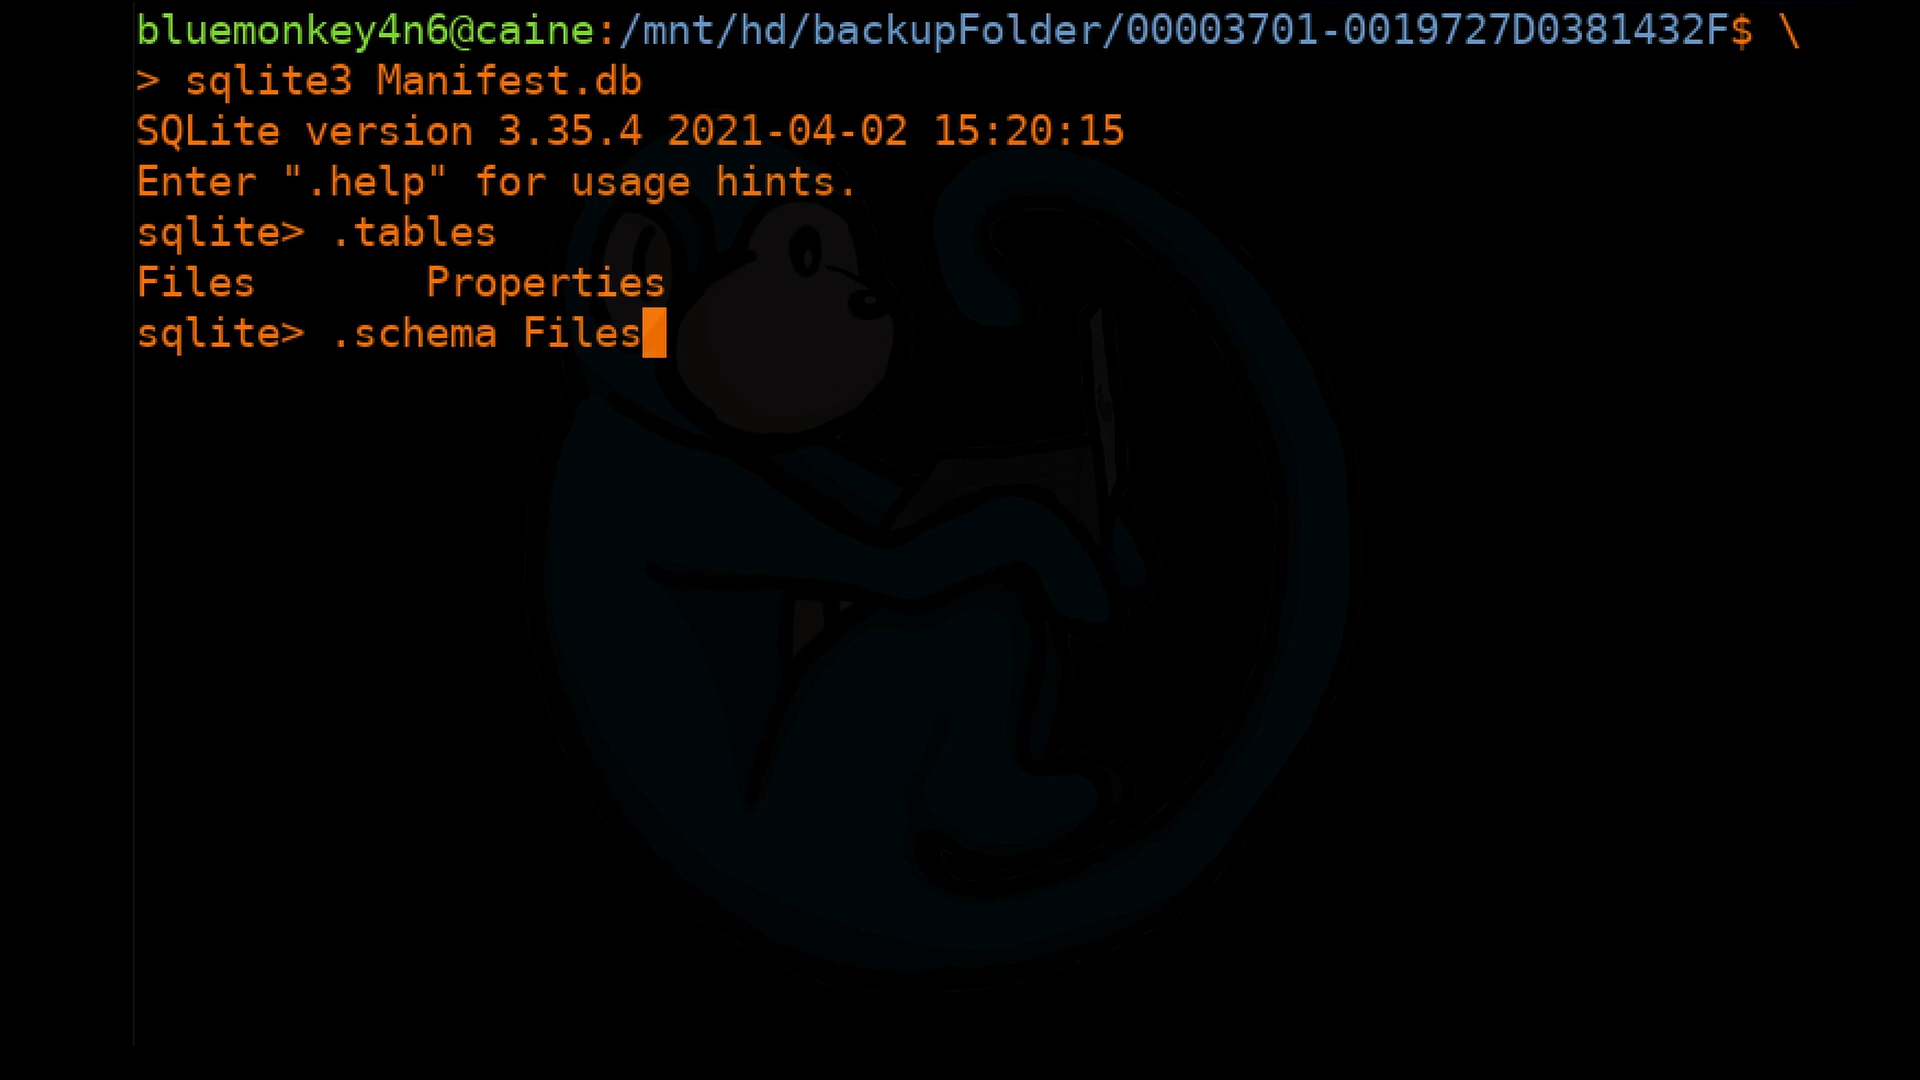 bluemonkey4n6@caine:/mnt/hd/backupFolder/00003701-0019727D0381432F$ \
> sqlite3 Manifest.db
SQLite version 3.35.4 2021-04-02 15:20:15
Enter ".help" for usage hints.
sqlite> .tables
Files       Properties
sqlite> .schema Files